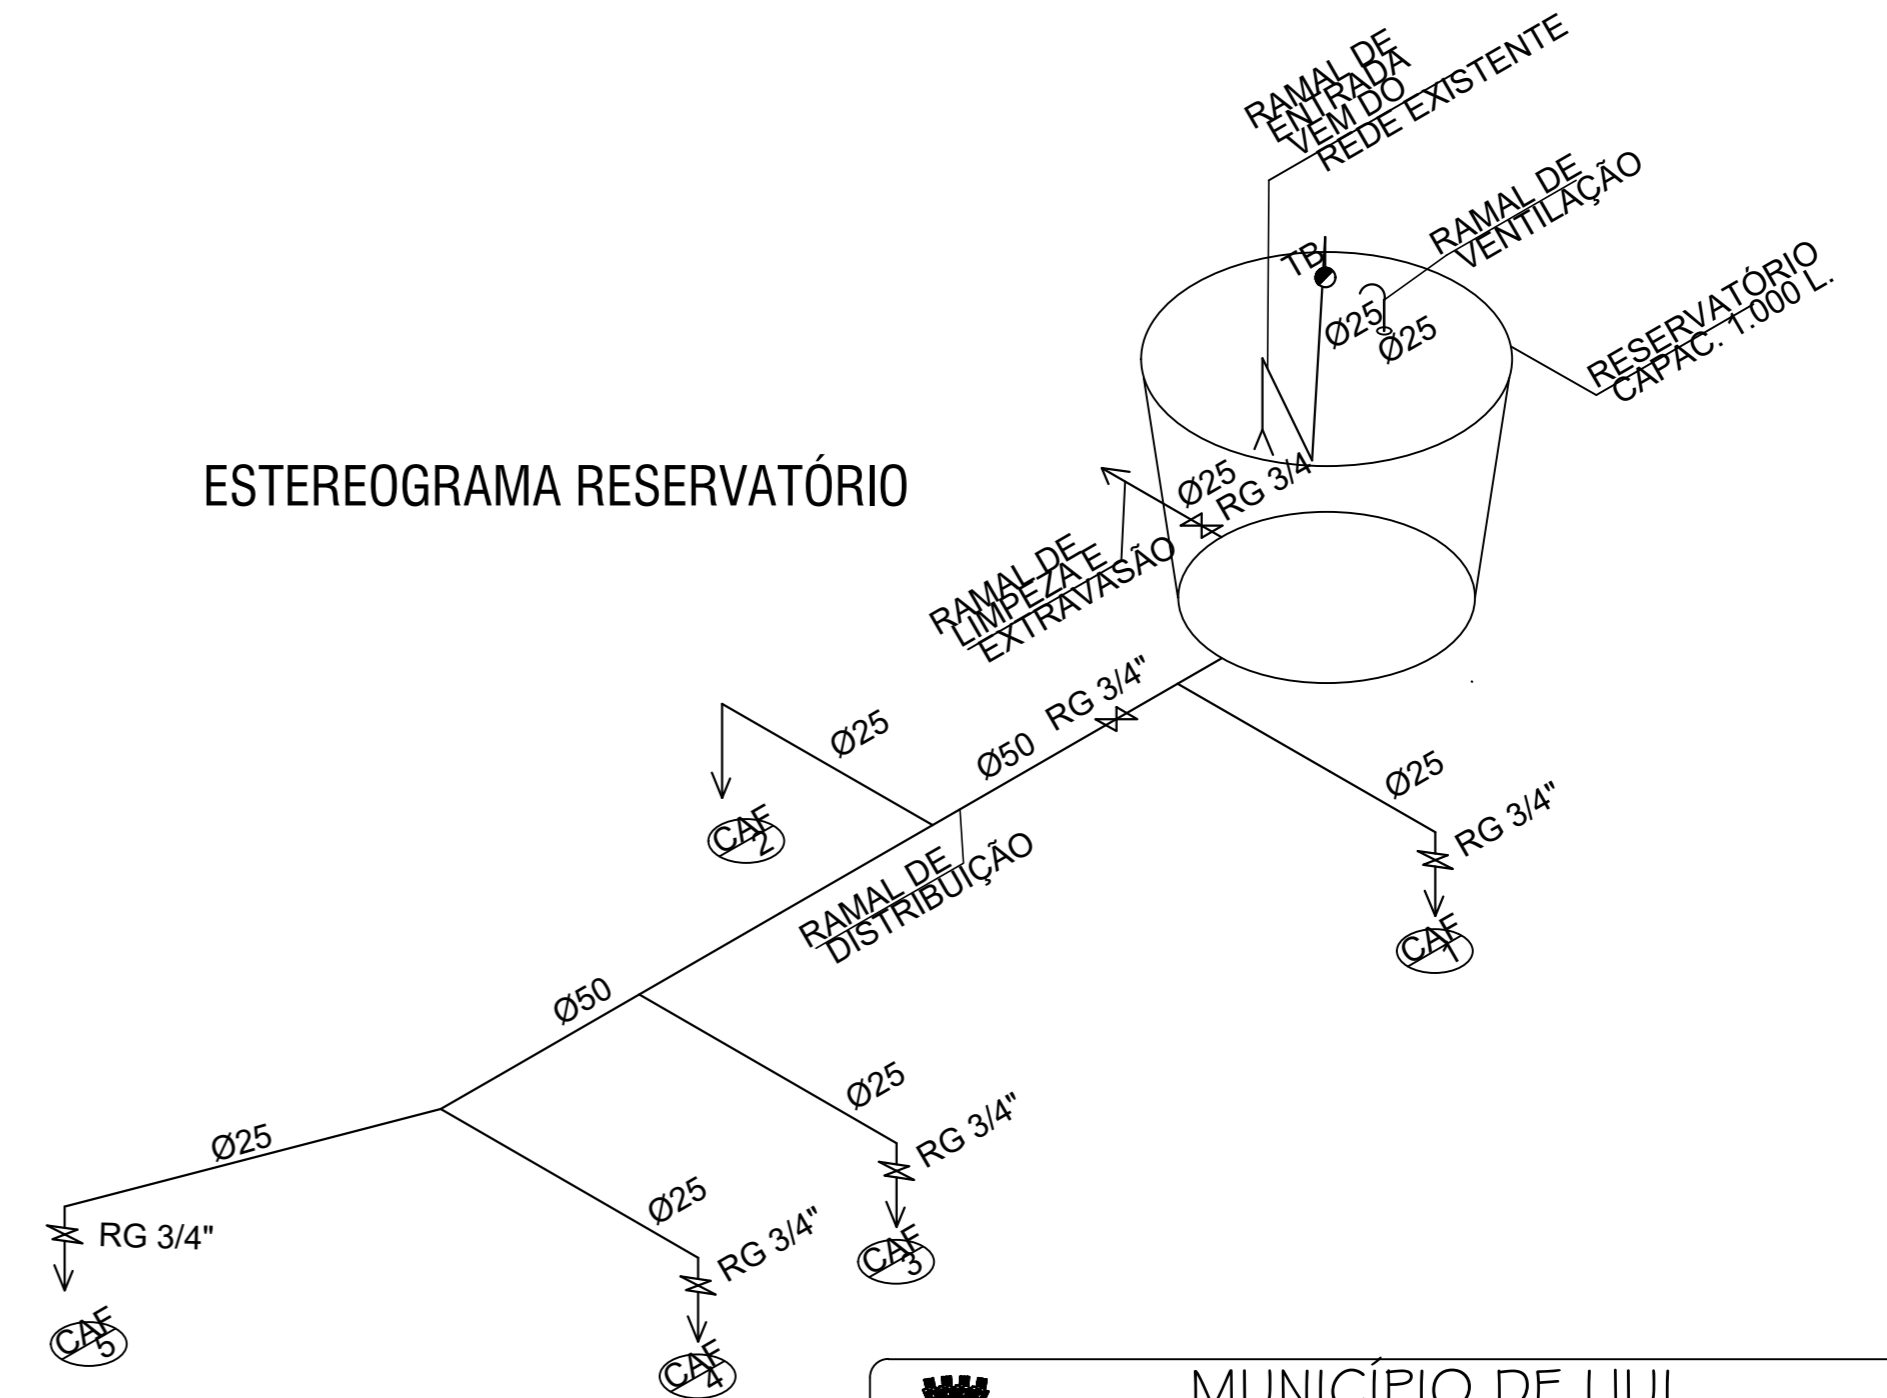 RAMAL DE
ENTRADA
VEM DO
REDE EXISTENTE
RAMAL DE
VENTILAÇÃO
TB
Ø25
Ø25
RESERVATÓRIO
CAPAC. 1.000 L.
ESTEREOGRAMA RESERVATÓRIO
Ø25
RG 3/4
RAMAL DE
LIMPEZA E
EXTRAVASÃO
RG 3/4"
Ø25
Ø50
Ø25
RG 3/4"
CAF
2
RAMAL DE
DISTRIBUIÇÃO
CAF
1
Ø50
Ø25
RG 3/4"
Ø25
Ø25
RG 3/4"
RG 3/4"
CAF
3
CAF
5
CAF
4
MUNICÍPIO DE IJUÍ